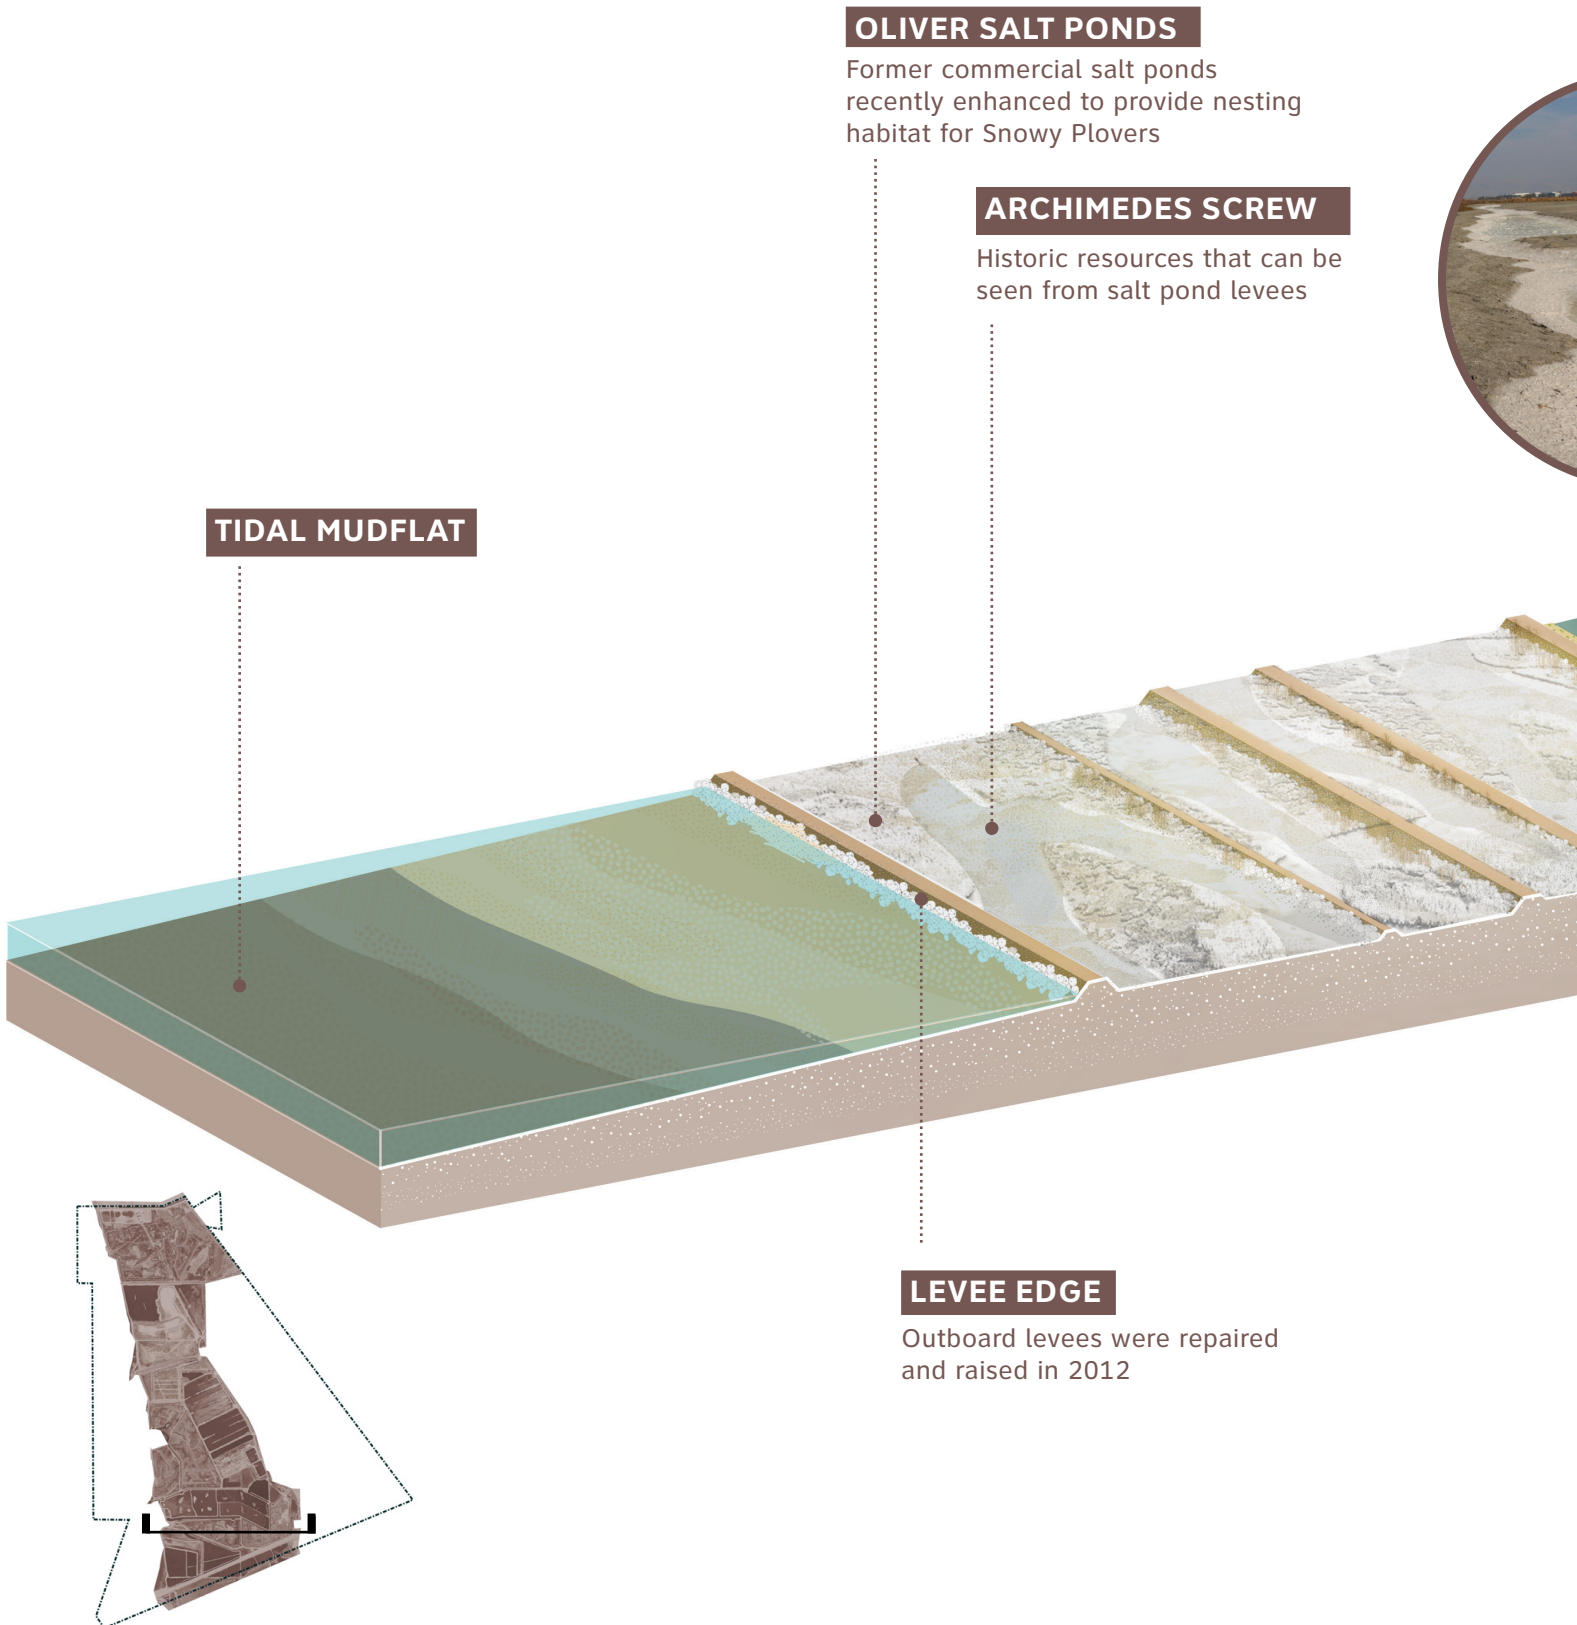 OLIVER SALT PONDS
Former commercial salt ponds
recently enhanced to provide nesting
habitat for Snowy Plovers
ARCHIMEDES SCREW
Historic resources that can be
seen from salt pond levees
TIDAL MUDFLAT
LEVEE EDGE
Outboard levees were repaired
and raised in 2012